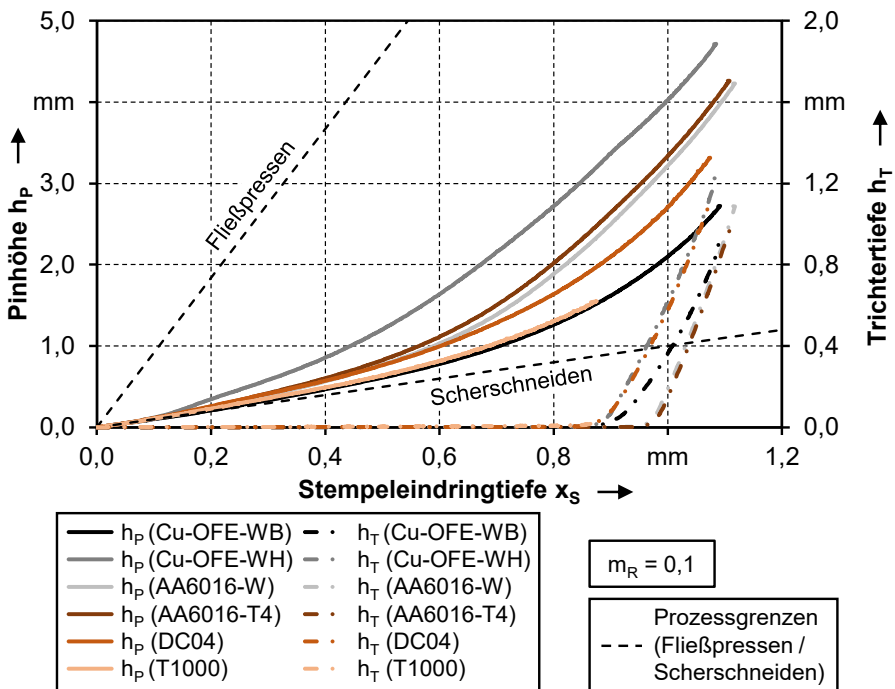 5,0
mm
3,0
2,0
1,0
0,0
Pinhöhe hP
2,0
mm
1,2
0,8
0,4
0,0
Trichtertiefe hT
Fließpressen
Scherschneiden
0,0 0,2 0,4 0,6 0,8 mm 1,2
Stempeleindringtiefe xS
hP (Cu-OFE-WB) hT (Cu-OFE-WB)
hP (Cu-OFE-WH) hT (Cu-OFE-WH)
hP (AA6016-W) hT (AA6016-W)
hP (AA6016-T4) hT (AA6016-T4)
hP (DC04) hT (DC04)
hP (T1000) hT (T1000)
mR = 0,1
Prozessgrenzen
(Fließpressen /
Scherschneiden)